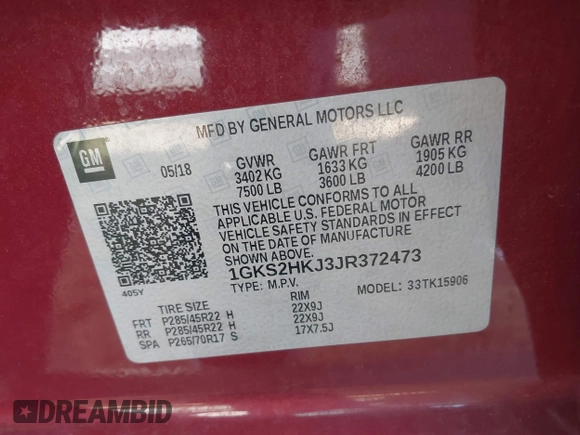 MFD BY GENERAL MOTORS LLC
GM
05/18
GVWR
3402 KG
7500 LB
GAWR FRT
1633 KG
3600 LB
GAWR RR
1905 KG
4200 LB
THIS VEHICLE CONFORMS TO ALL
APPLICABLE U.S. FEDERAL MOTOR
VEHICLE SAFETY STANDARDS IN EFFECT
ON THE DATE OF MANUFACTURE
SHOWN ABOVE.
1GKS2HKJ3JR372473
TYPE: M.P.V.
MODEL: 33TK15906
405Y
TIRE SIZE
RIM
FRT P285/45R22 H 22X9J
RR P285/45R22 H 22X9J
SPA P265/70R17 S 17X7.5J
DREAMBID